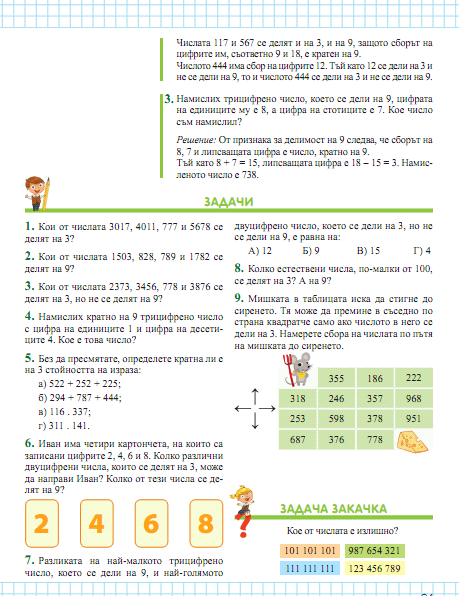 Числата 117 и 567 се делят и на 3, и на 9, защото сборът на
цифрите им, съответно 9 и 18, е кратен на 9.
Числото 444 има сбор на цифрите 12. Тъй като 12 се дели на 3 и
не се дели на 9, то и числото 444 се дели на 3 и не се дели на 9.
3. Намислих трицифрено число, което се дели на 9, цифрата
на единиците му е 8, а цифра на стотиците е 7. Кое число
съм намислил?
Решение: От признака за делимост на 9 следва, че сборът на
8, 7 и липсващата цифра е число, кратно на 9.
Тъй като 8 + 7 = 15, липсващата цифра е 18 – 15 = 3. Намис-
леното число е 738.
ЗАДАЧИ
1. Кои от числата 3017, 4011, 777 и 5678 се
делят на 3?
2. Кои от числата 1503, 828, 789 и 1782 се
делят на 9?
3. Кои от числата 2373, 3456, 778 и 3876 се
делят на 3, но не се делят на 9?
4. Намислих кратно на 9 трицифрено число
с цифра на единиците 1 и цифра на десети-
ците 4. Кое е това число?
5. Без да пресмятате, определете кратна ли е
на 3 стойността на израза:
а) 522 + 252 + 225;
б) 294 + 787 + 444;
в) 116 . 337;
г) 311 . 141.
6. Иван има четири картончета, на които са
записани цифрите 2, 4, 6 и 8. Колко различни
двуцифрени числа, които се делят на 3, може
да направи Иван? Колко от тези числа се де-
лят на 9?
2 4 6 8
7. Разликата на най-малкото трицифрено
число, което се дели на 9, и най-голямото
двуцифрено число, което се дели на 3, но не
се дели на 9, е равна на:
А) 12 Б) 9 В) 15 Г) 4
8. Колко естествени числа, по-малки от 100,
се делят на 3? А на 9?
9. Мишката в таблицата иска да стигне до
сиренето. Тя може да премине в съседно по
страна квадратче само ако числото в него се
дели на 3. Намерете сбора на числата по пътя
на мишката до сиренето.
355 186 222
318 246 357 968
253 598 378 951
687 376 778
ЗАДАЧА ЗАКАЧКА
Кое от числата е излишно?
101 101 101 987 654 321
111 111 111 123 456 789